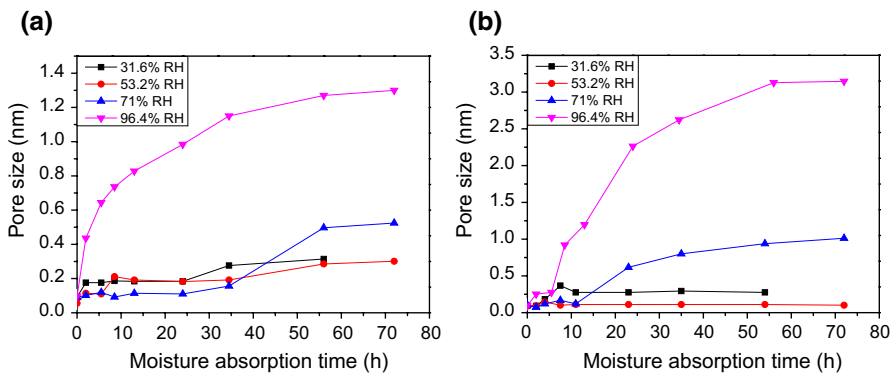 (a)
1.4
1.2
1.0
0.8
0.6
0.4
0.2
0.0
Pore size (nm)
31.6% RH
53.2% RH
71% RH
96.4% RH
0 10 20 30 40 50 60 70 80
Moisture absorption time (h)
(b)
3.5
3.0
2.5
2.0
1.5
1.0
0.5
0.0
Pore size (nm)
31.6% RH
53.2% RH
71% RH
96.4% RH
0 10 20 30 40 50 60 70 80
Moisture absorption time (h)